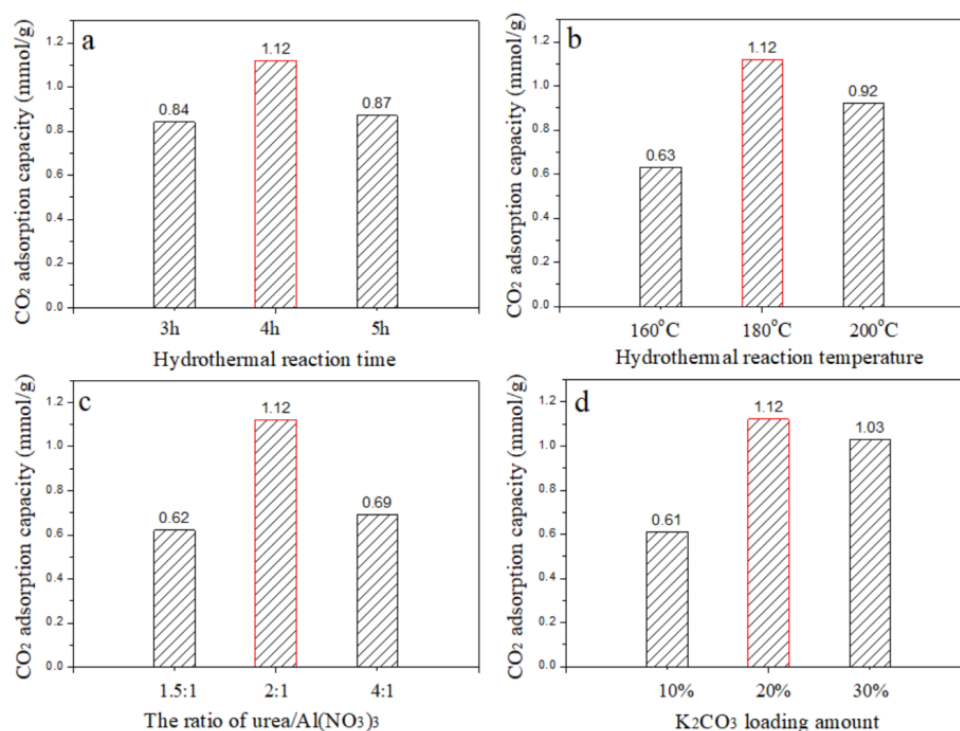 a
CO₂ adsorption capacity (mmol/g)
1.2
1.0
0.8
0.6
0.4
0.2
0.0
0.84
1.12
0.87
3h 4h 5h
Hydrothermal reaction time
b
CO₂ adsorption capacity (mmol/g)
1.2
1.0
0.8
0.6
0.4
0.2
0.0
0.63
1.12
0.92
160°C 180°C 200°C
Hydrothermal reaction temperature
c
CO₂ adsorption capacity (mmol/g)
1.2
1.0
0.8
0.6
0.4
0.2
0.0
0.62
1.12
0.69
1.5:1 2:1 4:1
The ratio of urea/Al(NO₃)₃
d
CO₂ adsorption capacity (mmol/g)
1.2
1.0
0.8
0.6
0.4
0.2
0.0
0.61
1.12
1.03
10% 20% 30%
K₂CO₃ loading amount